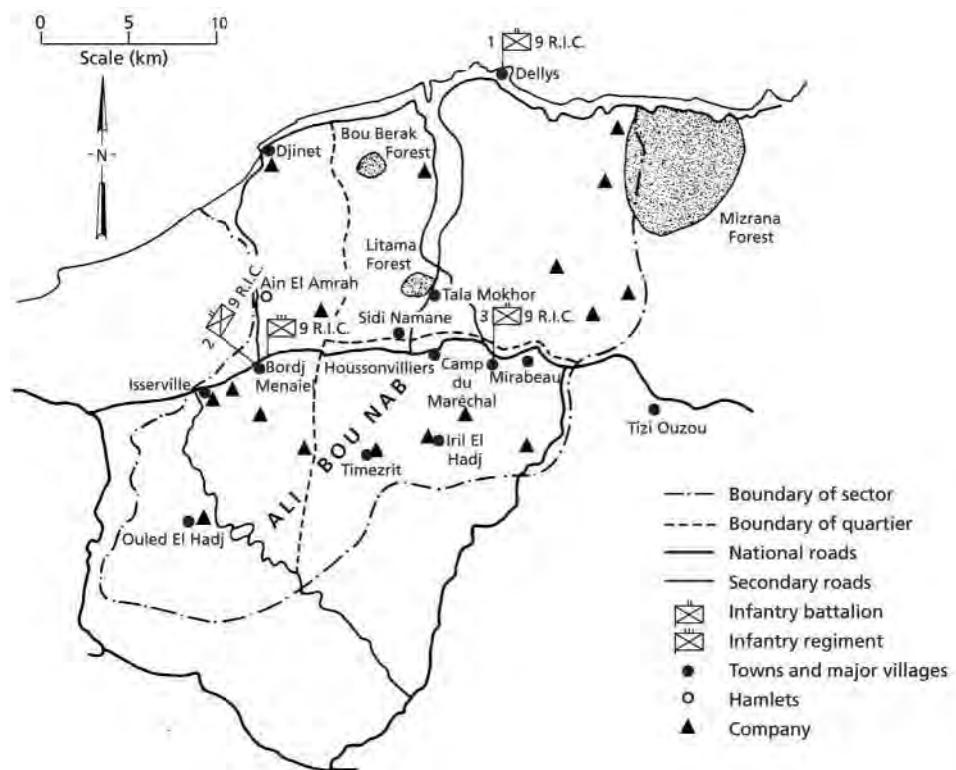 0 5 10
Scale (km)
-N-
1 9 R.I.C.
Dellys
Bou Berak
Forest
Djinet
Mizrana
Forest
Litama
Forest
Ain El Amrah
Tala Mokhor
2 9 R.I.C.
9 R.I.C.
3 9 R.I.C.
Sidi Namane
Isserville
Bordj
Menaiel
Houssonvilliers
Camp
du
Maréchal
Mirabeau
Tizi Ouzou
ALI BOU NAB
Iril El
Hadj
Timezrit
Ouled El Hadj
Boundary of sector
Boundary of quartier
National roads
Secondary roads
Infantry battalion
Infantry regiment
Towns and major villages
Hamlets
Company